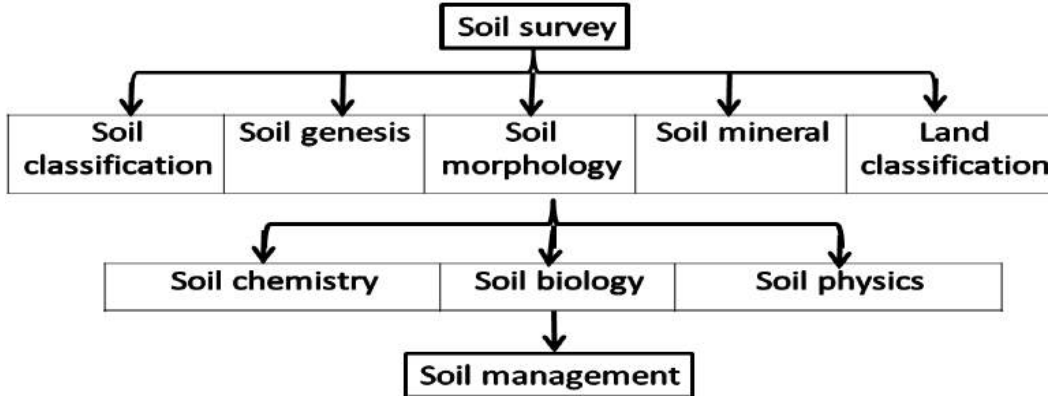 Soil survey
Soil classification
Soil genesis
Soil morphology
Soil mineral
Land classification
Soil chemistry
Soil biology
Soil physics
Soil management